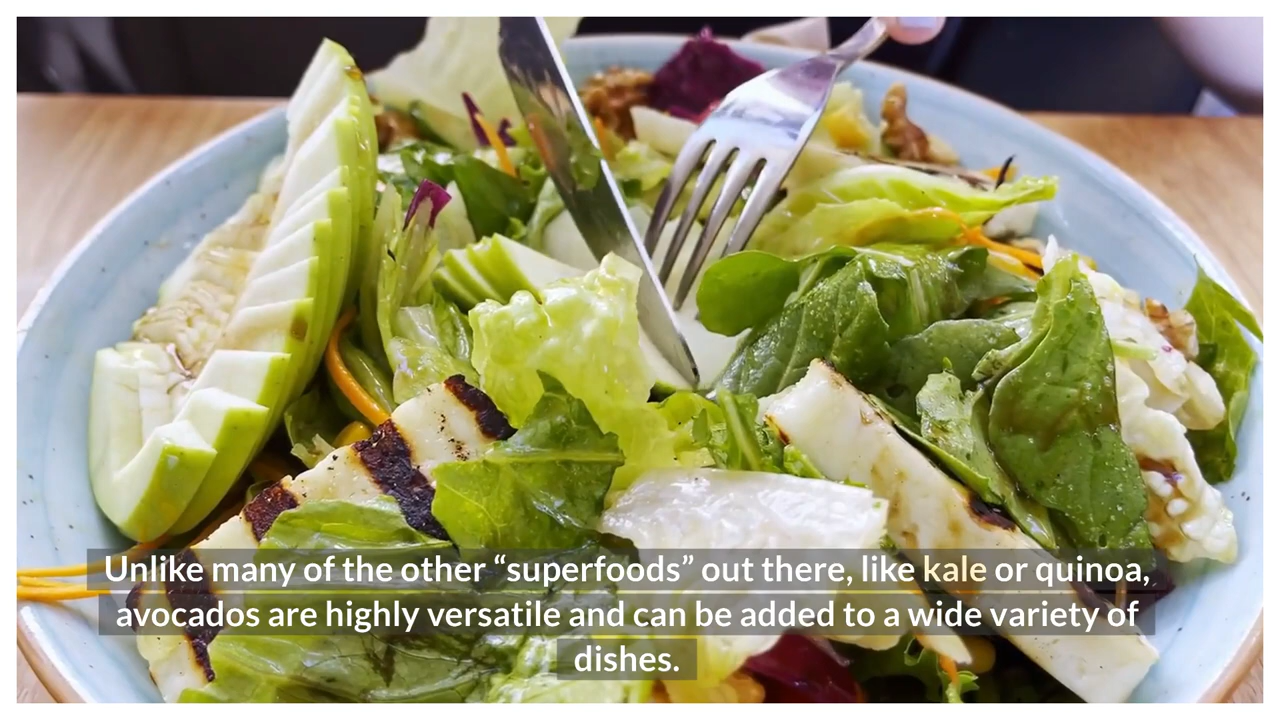 Unlike many of the other “superfoods” out there, like kale or quinoa,
avocados are highly versatile and can be added to a wide variety of
dishes.